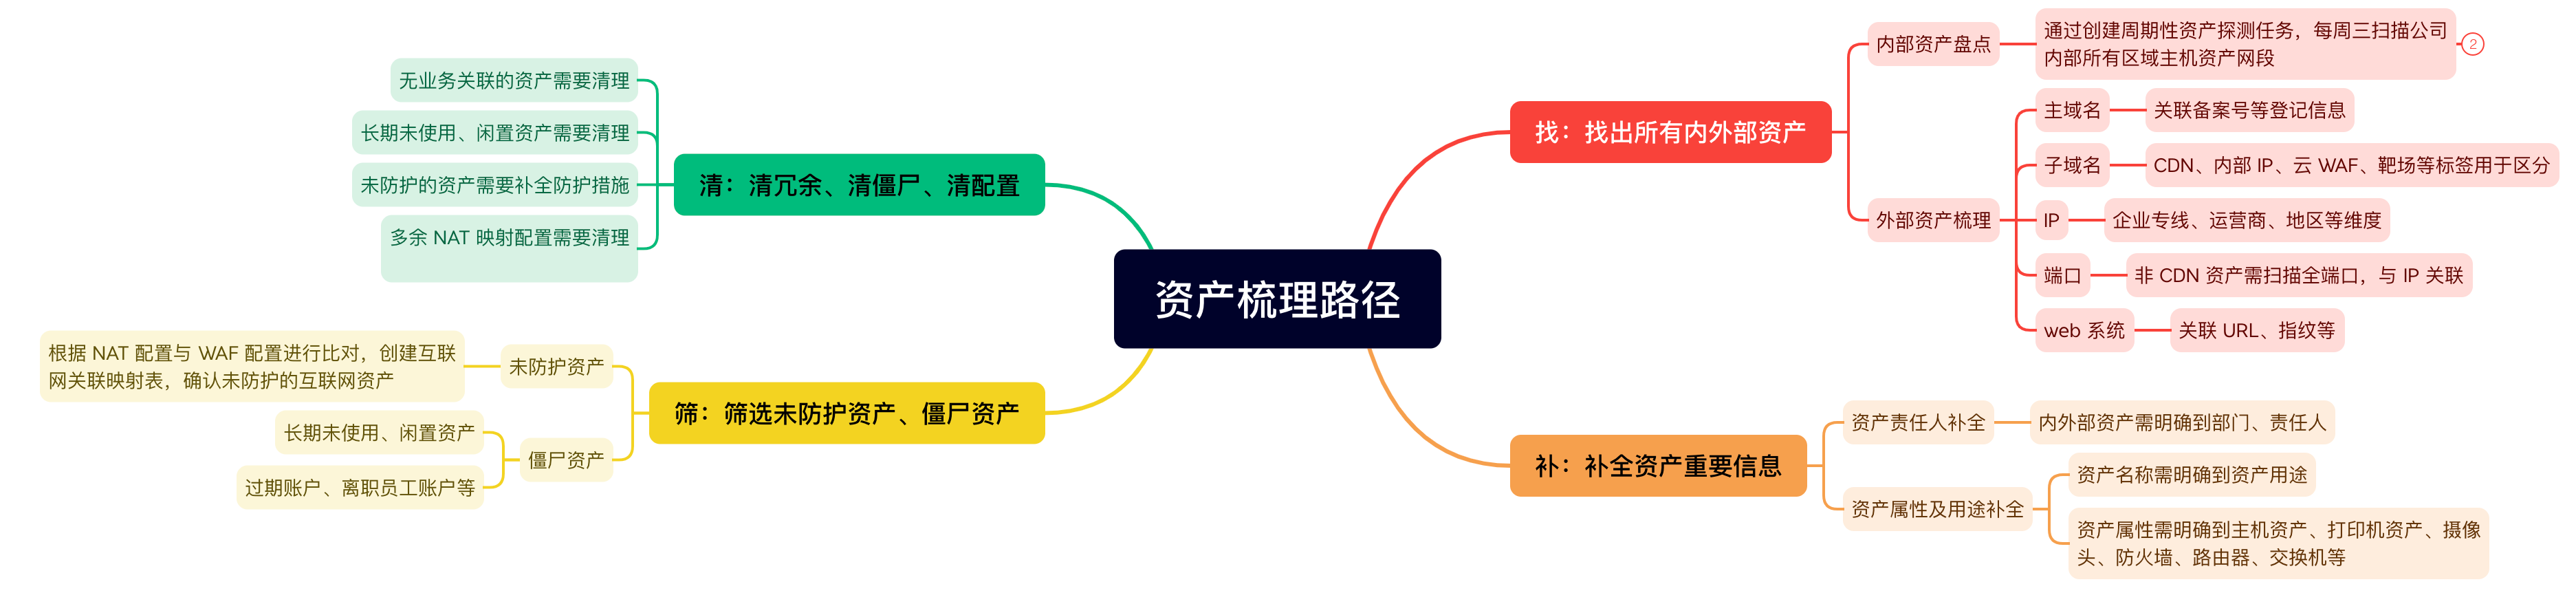 资产梳理路径
找：找出所有内外部资产
内部资产盘点
通过创建周期性资产探测任务，每周三扫描公司
内部所有区域主机资产网段
2
外部资产梳理
主域名
关联备案号等登记信息
子域名
CDN、内部 IP、云 WAF、靶场等标签用于区分
IP
企业专线、运营商、地区等维度
端口
非 CDN 资产需扫描全端口，与 IP 关联
web 系统
关联 URL、指纹等
补：补全资产重要信息
资产责任人补全
内外部资产需明确到部门、责任人
资产属性及用途补全
资产名称需明确到资产用途
资产属性需明确到主机资产、打印机资产、摄像
头、防火墙、路由器、交换机等
筛：筛选未防护资产、僵尸资产
未防护资产
根据 NAT 配置与 WAF 配置进行比对，创建互联
网关联映射表，确认未防护的互联网资产
僵尸资产
长期未使用、闲置资产
过期账户、离职员工账户等
清：清冗余、清僵尸、清配置
无业务关联的资产需要清理
长期未使用、闲置资产需要清理
未防护的资产需要补全防护措施
多余 NAT 映射配置需要清理